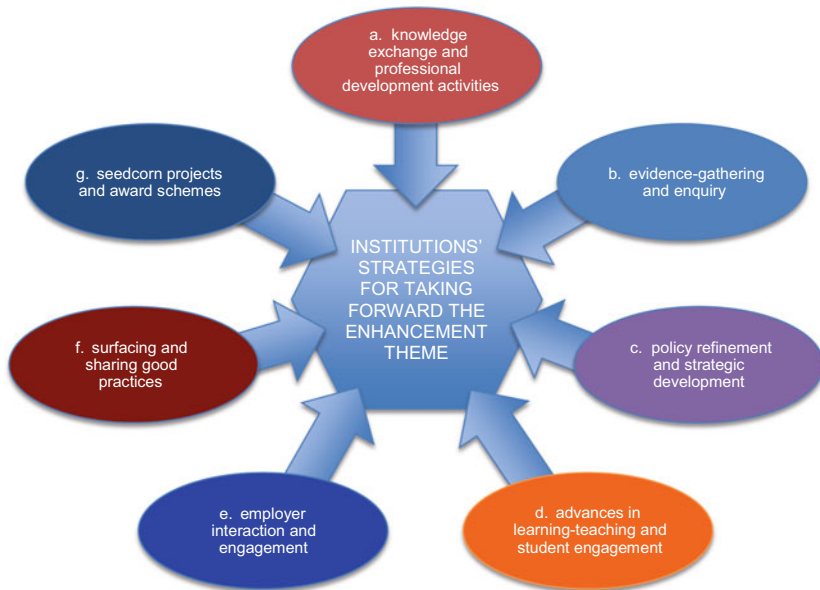 a. knowledge
exchange and
professional
development activities
g. seedcorn projects
and award schemes
b. evidence-gathering
and enquiry
INSTITUTIONS’
STRATEGIES
FOR TAKING
FORWARD THE
ENHANCEMENT
THEME
f. surfacing and
sharing good
practices
c. policy refinement
and strategic
development
e. employer
interaction and
engagement
d. advances in
learning-teaching and
student engagement